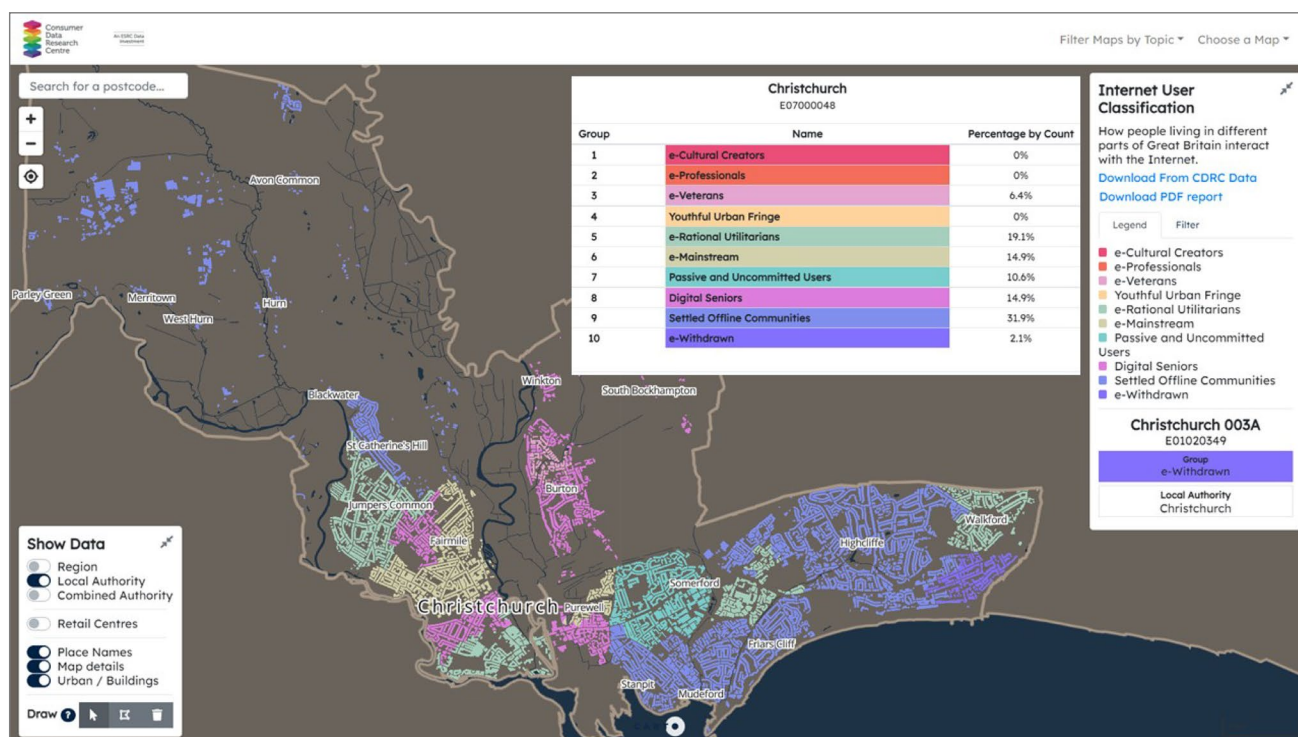 Consumer
Data
Research
Centre
An ESRC Data
Investment
Filter Maps by Topic
Choose a Map
Search for a postcode...
+
−
Christchurch
E07000048
Group Name Percentage by Count
1 e-Cultural Creators 0%
2 e-Professionals 0%
3 e-Veterans 6.4%
4 Youthful Urban Fringe 0%
5 e-Rational Utilitarians 19.1%
6 e-Mainstream 14.9%
7 Passive and Uncommitted Users 10.6%
8 Digital Seniors 14.9%
9 Settled Offline Communities 31.9%
10 e-Withdrawn 2.1%
Internet User
Classification
How people living in different
parts of Great Britain interact
with the Internet.
Download From CDRC Data
Download PDF report
Legend Filter
e-Cultural Creators
e-Professionals
e-Veterans
Youthful Urban Fringe
e-Rational Utilitarians
e-Mainstream
Passive and Uncommitted
Users
Digital Seniors
Settled Offline Communities
e-Withdrawn
Christchurch 003A
E01020349
Group
e-Withdrawn
Local Authority
Christchurch
Avon Common
Parley Green
Merritown
Hurn
West Hurn
Blackwater
Winkton
South Bockhampton
St Catherine's Hill
Burton
Jumpers Common
Fairmile
Walkford
Highcliffe
Somerford
Christchurch
Purewell
Friars Cliff
Stanpit
Mudeford
Show Data
Region
Local Authority
Combined Authority
Retail Centres
Place Names
Map details
Urban / Buildings
Draw ?